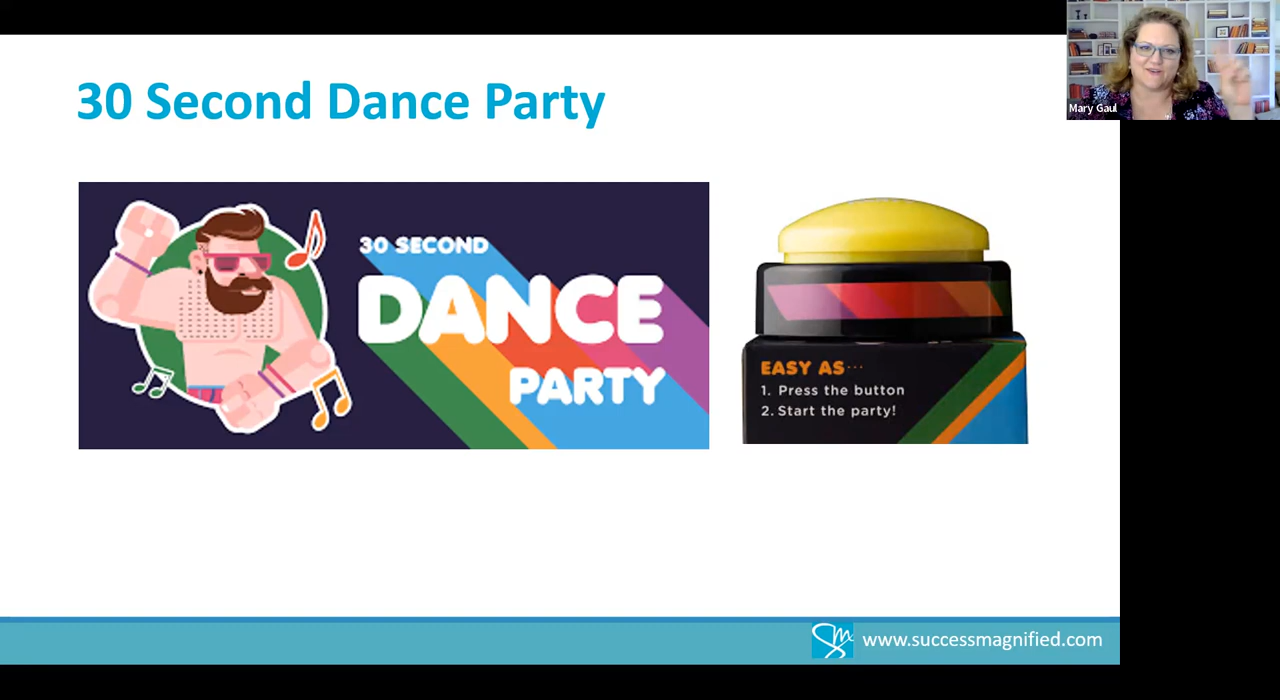 30 Second Dance Party
Mary Gaul
30 SECOND
DANCE
PARTY
EASY AS...
1. Press the button
2. Start the party!
SM
www.successmagnified.com